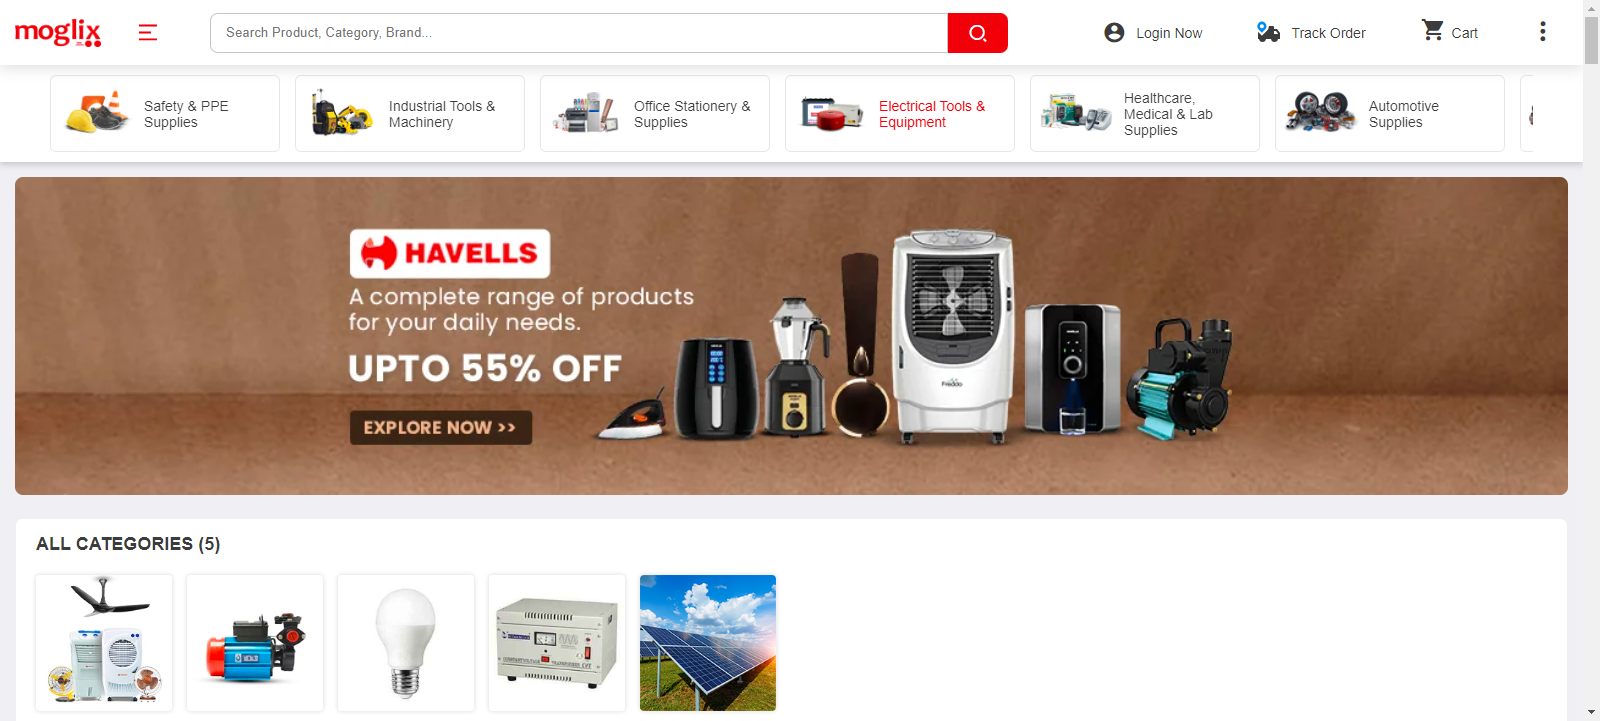 moglix
Search Product, Category, Brand...
Login Now
Track Order
Cart
Safety & PPE
Supplies
Industrial Tools &
Machinery
Office Stationery &
Supplies
Electrical Tools &
Equipment
Healthcare,
Medical & Lab
Supplies
Automotive
Supplies
HAVELLS
A complete range of products
for your daily needs.
UPTO 55% OFF
EXPLORE NOW >>
Freddo
ALL CATEGORIES (5)